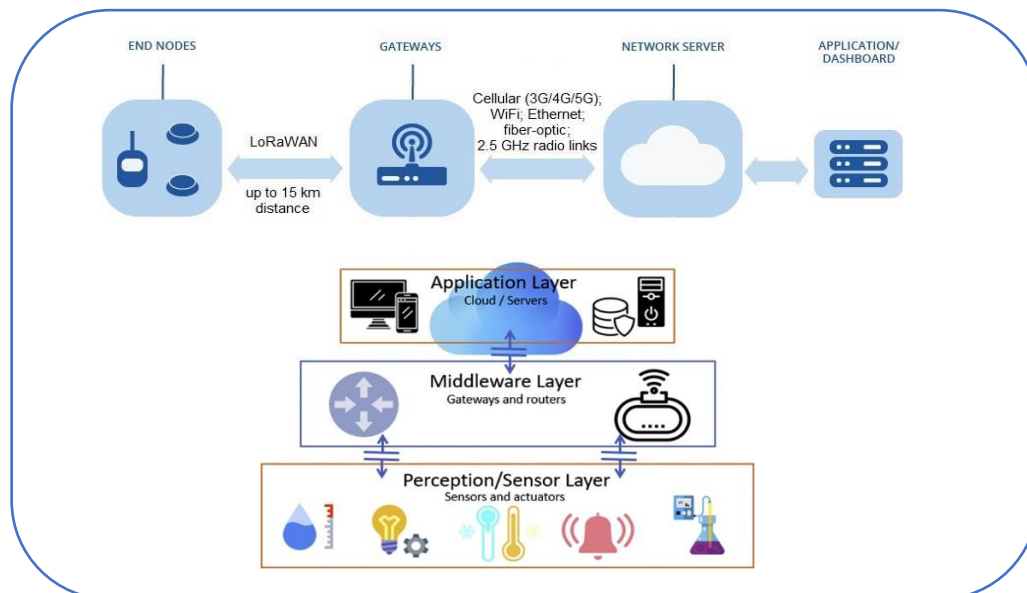 END NODES
GATEWAYS
NETWORK SERVER
APPLICATION/
DASHBOARD
LoRaWAN
up to 15 km
distance
Cellular (3G/4G/5G);
WiFi; Ethernet;
fiber-optic;
2.5 GHz radio links
Application Layer
Cloud / Servers
Middleware Layer
Gateways and routers
Perception/Sensor Layer
Sensors and actuators